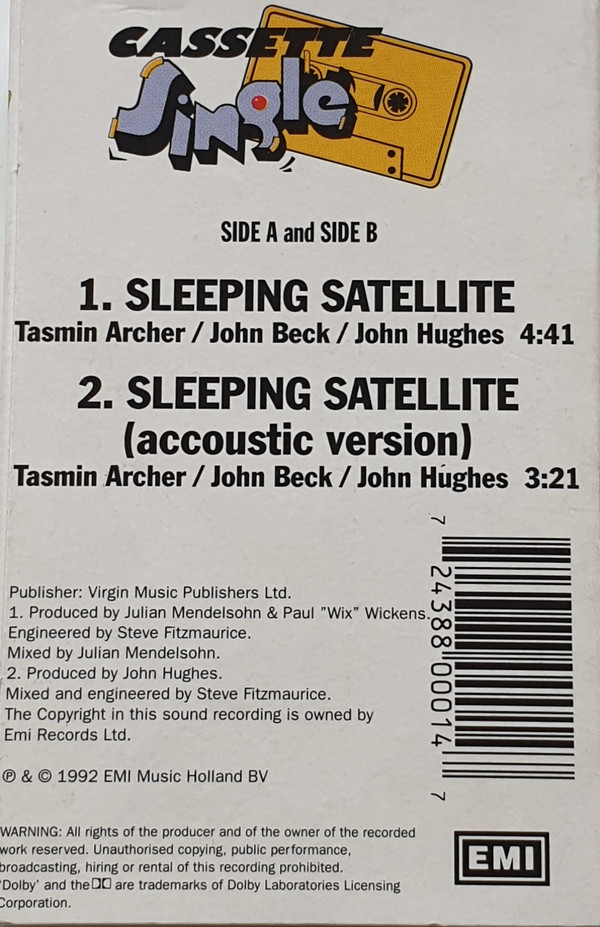 CASSETTE
Single
SIDE A and SIDE B
1. SLEEPING SATELLITE
Tasmin Archer / John Beck / John Hughes 4:41
2. SLEEPING SATELLITE
(accoustic version)
Tasmin Archer / John Beck / John Hughes 3:21
Publisher: Virgin Music Publishers Ltd.
1. Produced by Julian Mendelsohn & Paul ”Wix” Wickens.
Engineered by Steve Fitzmaurice.
Mixed by Julian Mendelsohn.
2. Produced by John Hughes.
Mixed and engineered by Steve Fitzmaurice.
The Copyright in this sound recording is owned by
Emi Records Ltd.
℗ & © 1992 EMI Music Holland BV
7 24388 00014 7
WARNING: All rights of the producer and of the owner of the recorded
work reserved. Unauthorised copying, public performance,
broadcasting, hiring or rental of this recording prohibited.
'Dolby' and the are trademarks of Dolby Laboratories Licensing
Corporation.
EMI